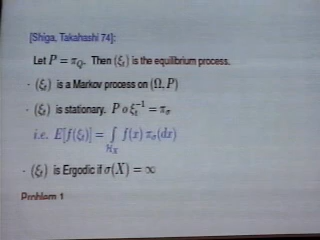 [Shiga, Takahashi 74]:
Let P = π_Q. Then (ξ_t) is the equilibrium process.
· (ξ_t) is a Markov process on (Ω, P)
· (ξ_t) is stationary. P ∘ ξ_t^{-1} = π_σ
i.e. E[f(ξ_t)] = ∫ f(x) π_σ(dx)
· (ξ_t) is Ergodic if σ(X) = ∞
Problem 1